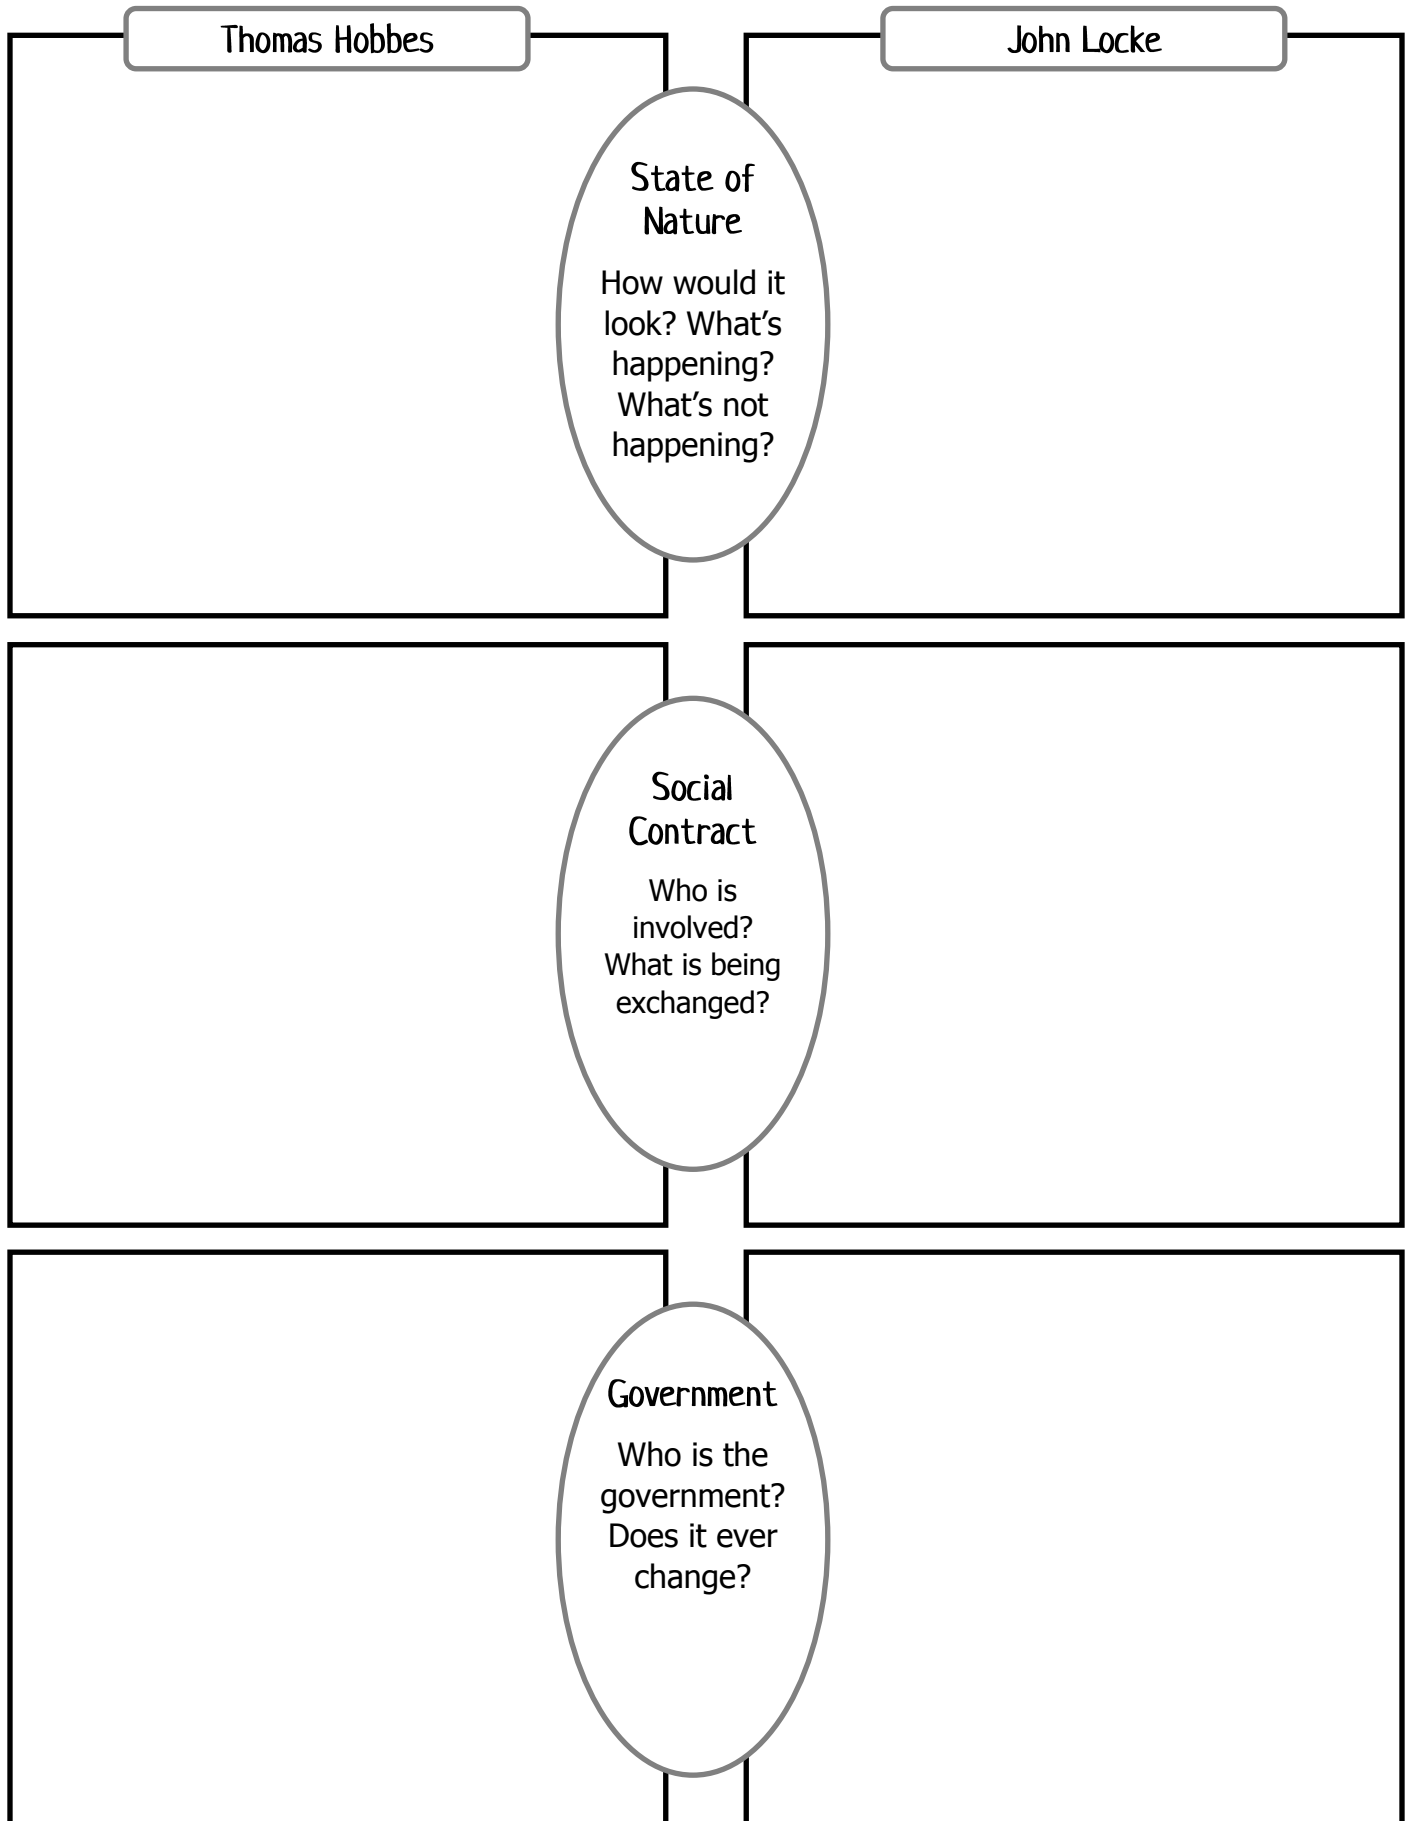 Thomas Hobbes
John Locke
State of
Nature
How would it
look? What’s
happening?
What’s not
happening?
Social
Contract
Who is
involved?
What is being
exchanged?
Government
Who is the
government?
Does it ever
change?